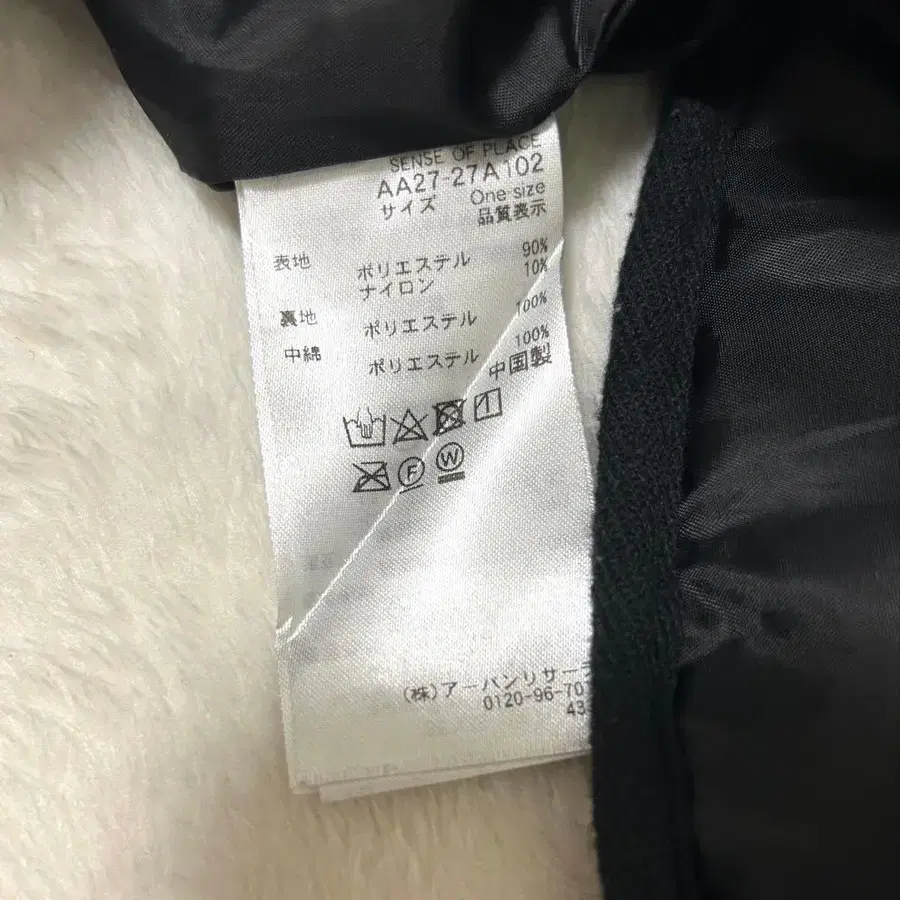 SENSE OF PLACE
AA27-27A102
サイズ One size
品質表示
表地 ポリエステル 90%
ナイロン 10%
裏地 ポリエステル 100%
中綿 ポリエステル 100%
中国製
F W
(株)アーバンリサー
0120-96-70
43